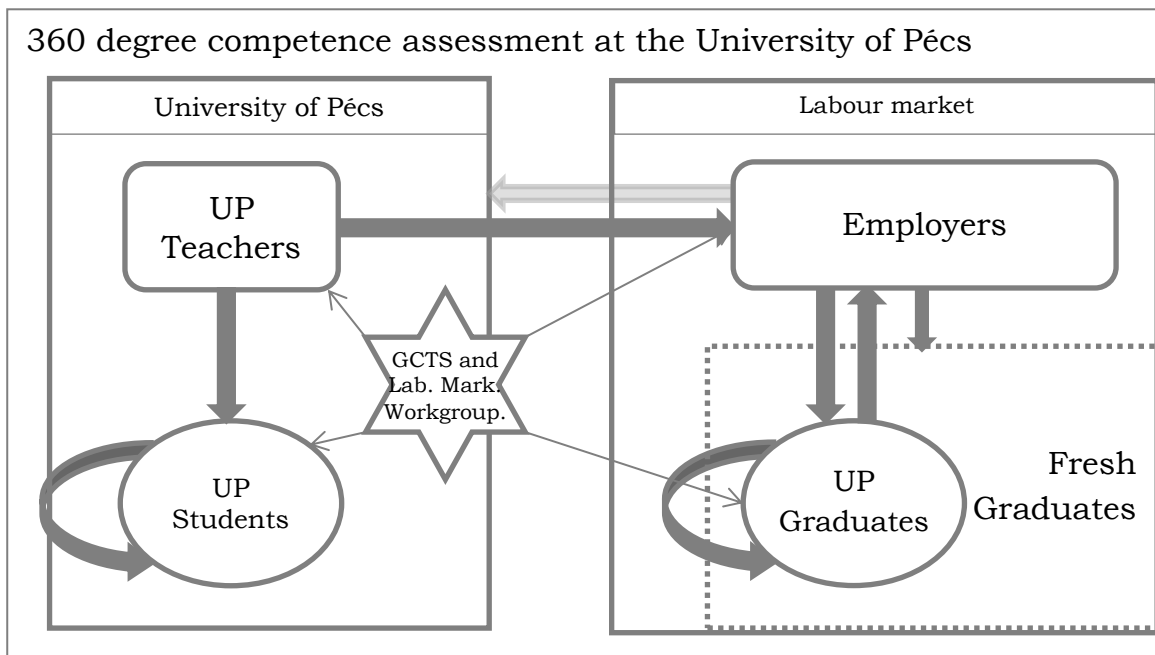 360 degree competence assessment at the University of Pécs
University of Pécs
Labour market
UP
Teachers
Employers
GCTS and
Lab. Mark.
Workgroup.
UP
Students
UP
Graduates
Fresh
Graduates